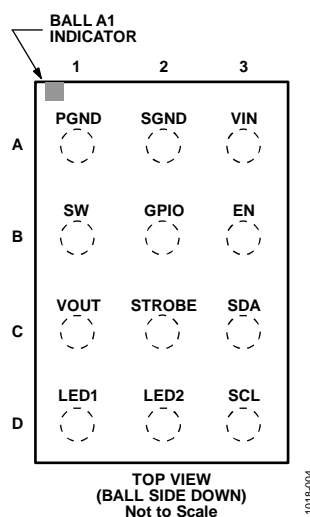 BALL A1
INDICATOR
1 2 3
A
PGND SGND VIN
B
SW GPIO EN
C
VOUT STROBE SDA
D
LED1 LED2 SCL
TOP VIEW
(BALL SIDE DOWN)
Not to Scale
1018-004